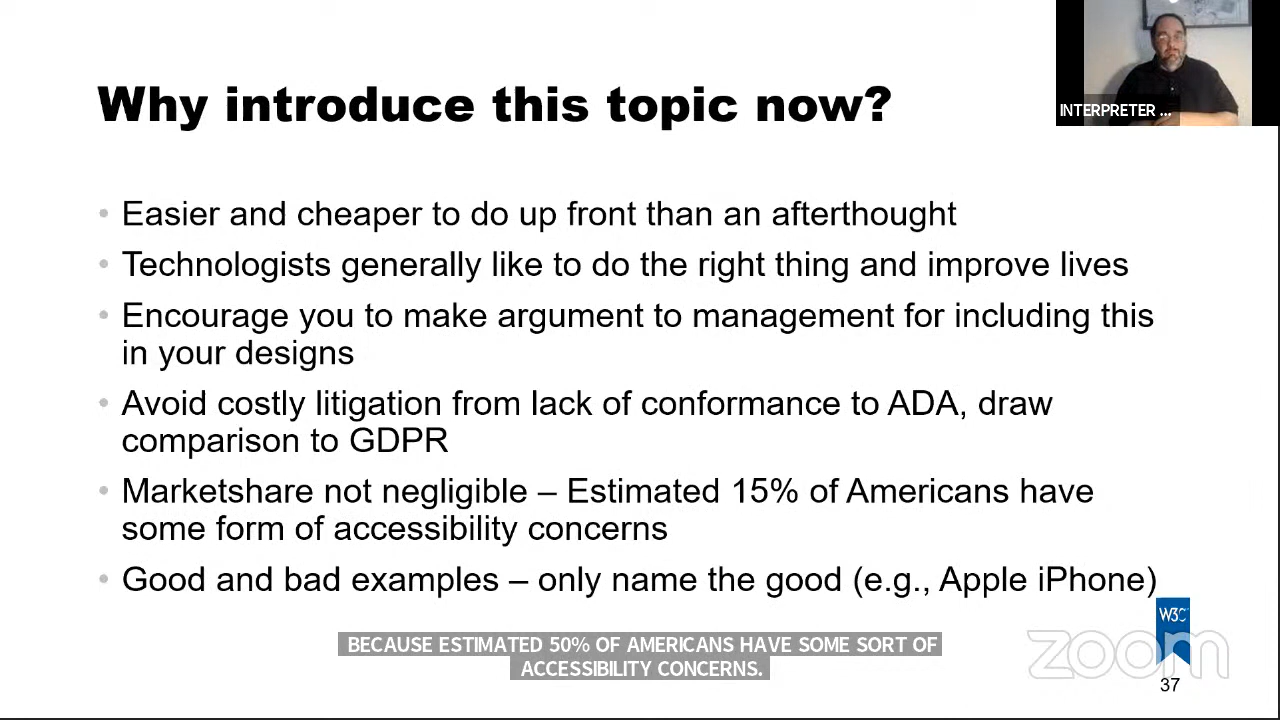 Why introduce this topic now?
INTERPRETER ...
• Easier and cheaper to do up front than an afterthought
• Technologists generally like to do the right thing and improve lives
• Encourage you to make argument to management for including this
in your designs
• Avoid costly litigation from lack of conformance to ADA, draw
comparison to GDPR
• Marketshare not negligible – Estimated 15% of Americans have
some form of accessibility concerns
• Good and bad examples – only name the good (e.g., Apple iPhone)
BECAUSE ESTIMATED 50% OF AMERICANS HAVE SOME SORT OF
ACCESSIBILITY CONCERNS.
W3C
zoom
37